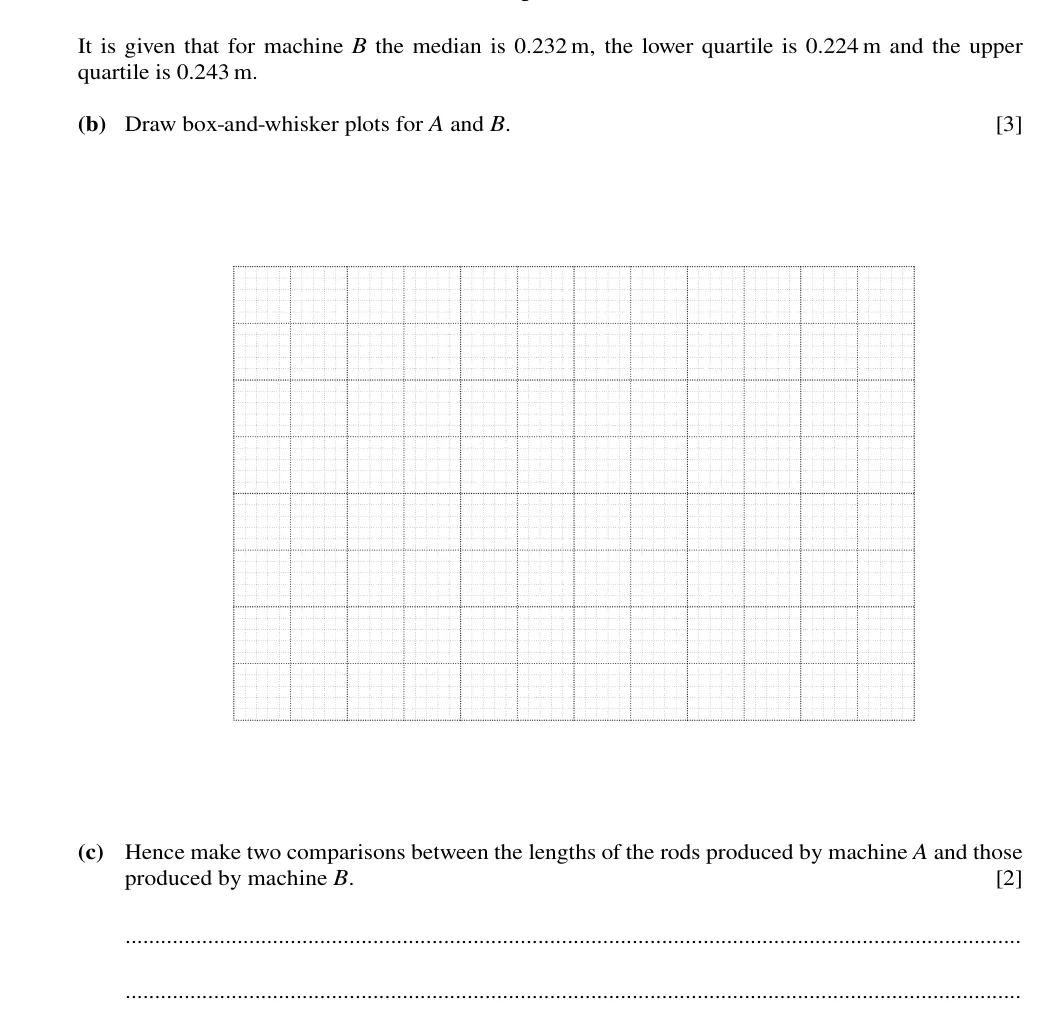 It is given that for machine B the median is 0.232 m, the lower quartile is 0.224 m and the upper
quartile is 0.243 m.
(b) Draw box-and-whisker plots for A and B. [3]
(c) Hence make two comparisons between the lengths of the rods produced by machine A and those
produced by machine B. [2]